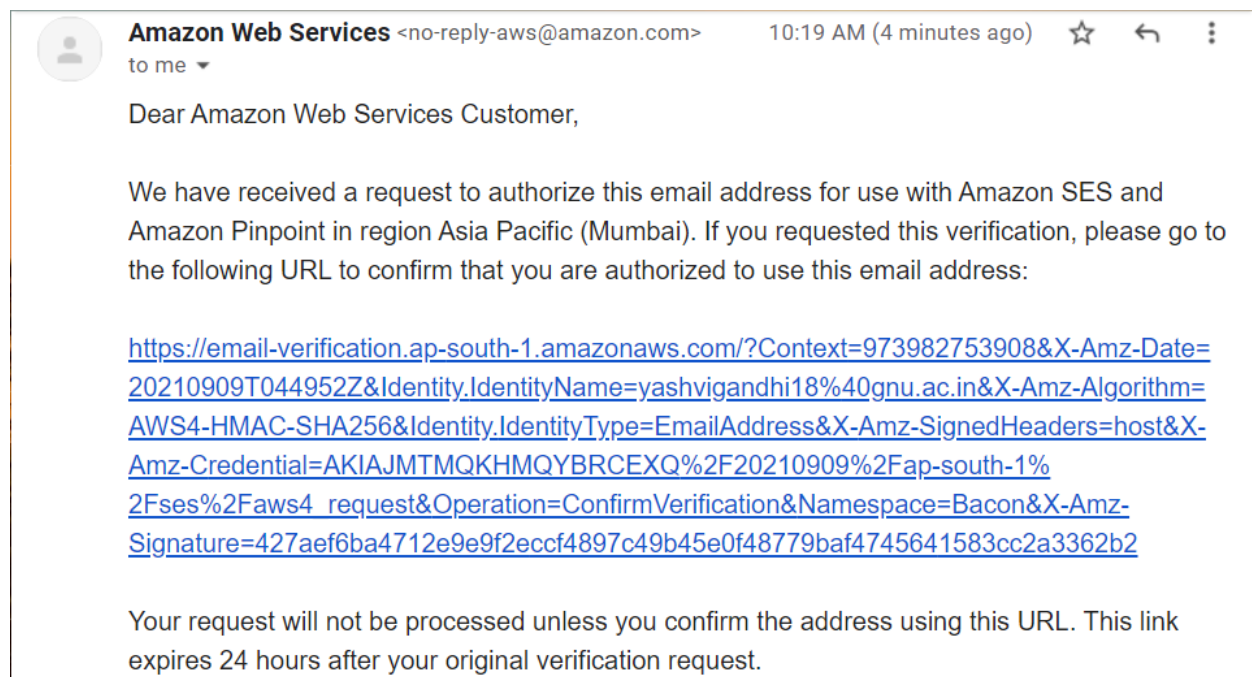 Amazon Web Services <no-reply-aws@amazon.com> 10:19 AM (4 minutes ago)
to me
Dear Amazon Web Services Customer,
We have received a request to authorize this email address for use with Amazon SES and
Amazon Pinpoint in region Asia Pacific (Mumbai). If you requested this verification, please go to
the following URL to confirm that you are authorized to use this email address:
https://email-verification.ap-south-1.amazonaws.com/?Context=973982753908&X-Amz-Date=
20210909T044952Z&Identity.IdentityName=yashvigandhi18%40gnu.ac.in&X-Amz-Algorithm=
AWS4-HMAC-SHA256&Identity.IdentityType=EmailAddress&X-Amz-SignedHeaders=host&X-
Amz-Credential=AKIAJMTMQKHMQYBRCEXQ%2F20210909%2Fap-south-1%
2Fses%2Faws4_request&Operation=ConfirmVerification&Namespace=Bacon&X-Amz-
Signature=427aef6ba4712e9e9f2eccf4897c49b45e0f48779baf4745641583cc2a3362b2
Your request will not be processed unless you confirm the address using this URL. This link
expires 24 hours after your original verification request.